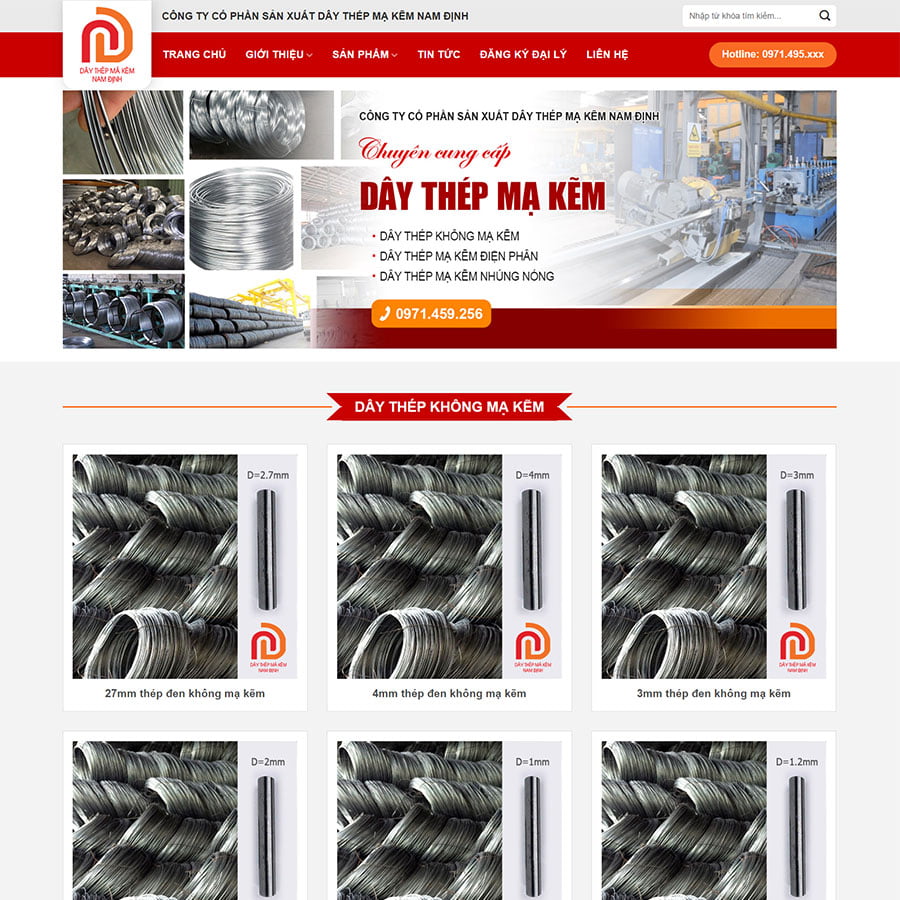 CÔNG TY CỔ PHẦN SẢN XUẤT DÂY THÉP MẠ KẼM NAM ĐỊNH
Nhập từ khóa tìm kiếm...
DÂY THÉP MẠ KẼM
NAM ĐỊNH
TRANG CHỦ
GIỚI THIỆU
SẢN PHẨM
TIN TỨC
ĐĂNG KÝ ĐẠI LÝ
LIÊN HỆ
Hotline: 0971.495.xxx
CÔNG TY CỔ PHẦN SẢN XUẤT DÂY THÉP MẠ KẼM NAM ĐỊNH
Chuyên cung cấp
DÂY THÉP MẠ KẼM
• DÂY THÉP KHÔNG MẠ KẼM
• DÂY THÉP MẠ KẼM ĐIỆN PHÂN
• DÂY THÉP MẠ KẼM NHÚNG NÓNG
0971.459.256
DÂY THÉP KHÔNG MẠ KẼM
D=2.7mm
DÂY THÉP MẠ KẼM
NAM ĐỊNH
27mm thép đen không mạ kẽm
D=4mm
DÂY THÉP MẠ KẼM
NAM ĐỊNH
4mm thép đen không mạ kẽm
D=3mm
DÂY THÉP MẠ KẼM
NAM ĐỊNH
3mm thép đen không mạ kẽm
D=2mm
D=1mm
D=1.2mm